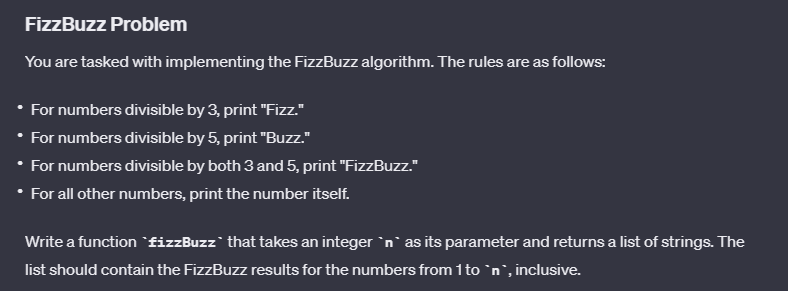 FizzBuzz Problem
You are tasked with implementing the FizzBuzz algorithm. The rules are as follows:
• For numbers divisible by 3, print "Fizz."
• For numbers divisible by 5, print "Buzz."
• For numbers divisible by both 3 and 5, print "FizzBuzz."
• For all other numbers, print the number itself.
Write a function `fizzBuzz` that takes an integer `n` as its parameter and returns a list of strings. The
list should contain the FizzBuzz results for the numbers from 1 to `n`, inclusive.